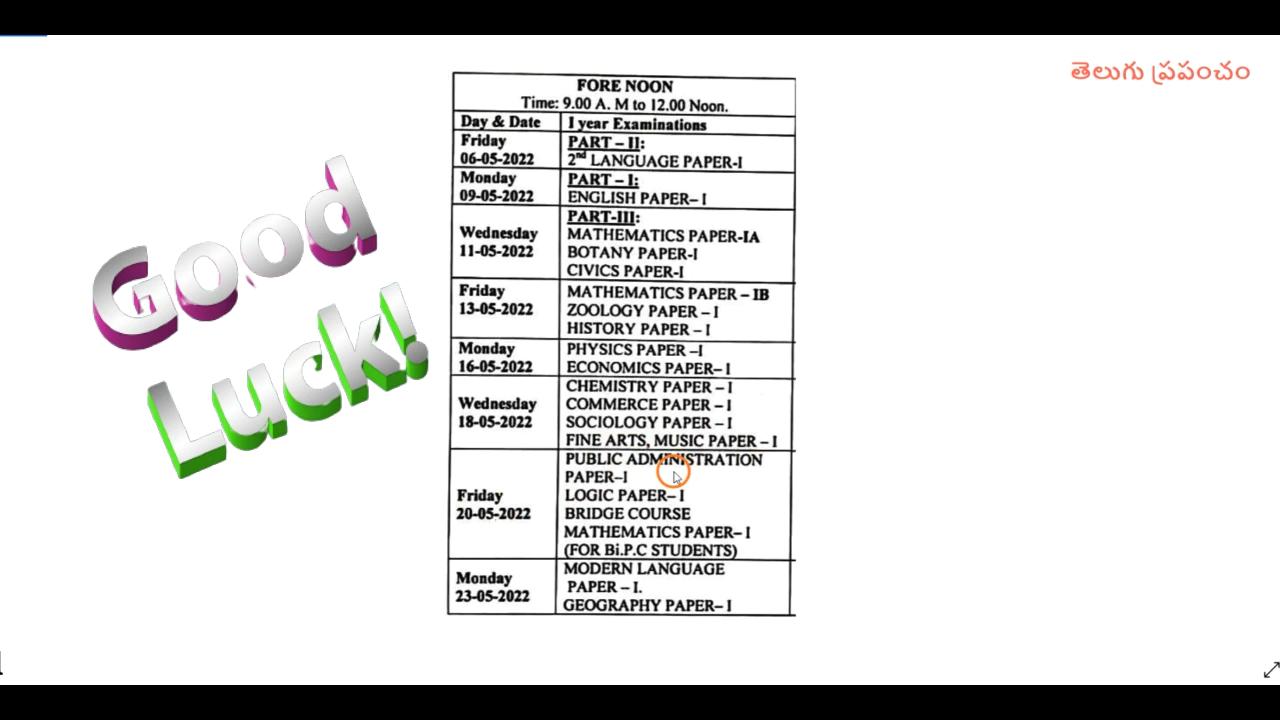 తెలుగు ప్రపంచం
Good
Luck!
FORE NOON
Time: 9.00 A. M to 12.00 Noon.
Day & Date I year Examinations
Friday
06-05-2022
PART – II:
2nd LANGUAGE PAPER-I
Monday
09-05-2022
PART – I:
ENGLISH PAPER– I
Wednesday
11-05-2022
PART-III:
MATHEMATICS PAPER-IA
BOTANY PAPER-I
CIVICS PAPER-I
Friday
13-05-2022
MATHEMATICS PAPER – IB
ZOOLOGY PAPER – I
HISTORY PAPER – I
Monday
16-05-2022
PHYSICS PAPER –I
ECONOMICS PAPER– I
Wednesday
18-05-2022
CHEMISTRY PAPER – I
COMMERCE PAPER – I
SOCIOLOGY PAPER – I
FINE ARTS, MUSIC PAPER – I
Friday
20-05-2022
PUBLIC ADMINISTRATION
PAPER–I
LOGIC PAPER– I
BRIDGE COURSE
MATHEMATICS PAPER– I
(FOR Bi.P.C STUDENTS)
Monday
23-05-2022
MODERN LANGUAGE
PAPER – I.
GEOGRAPHY PAPER– I